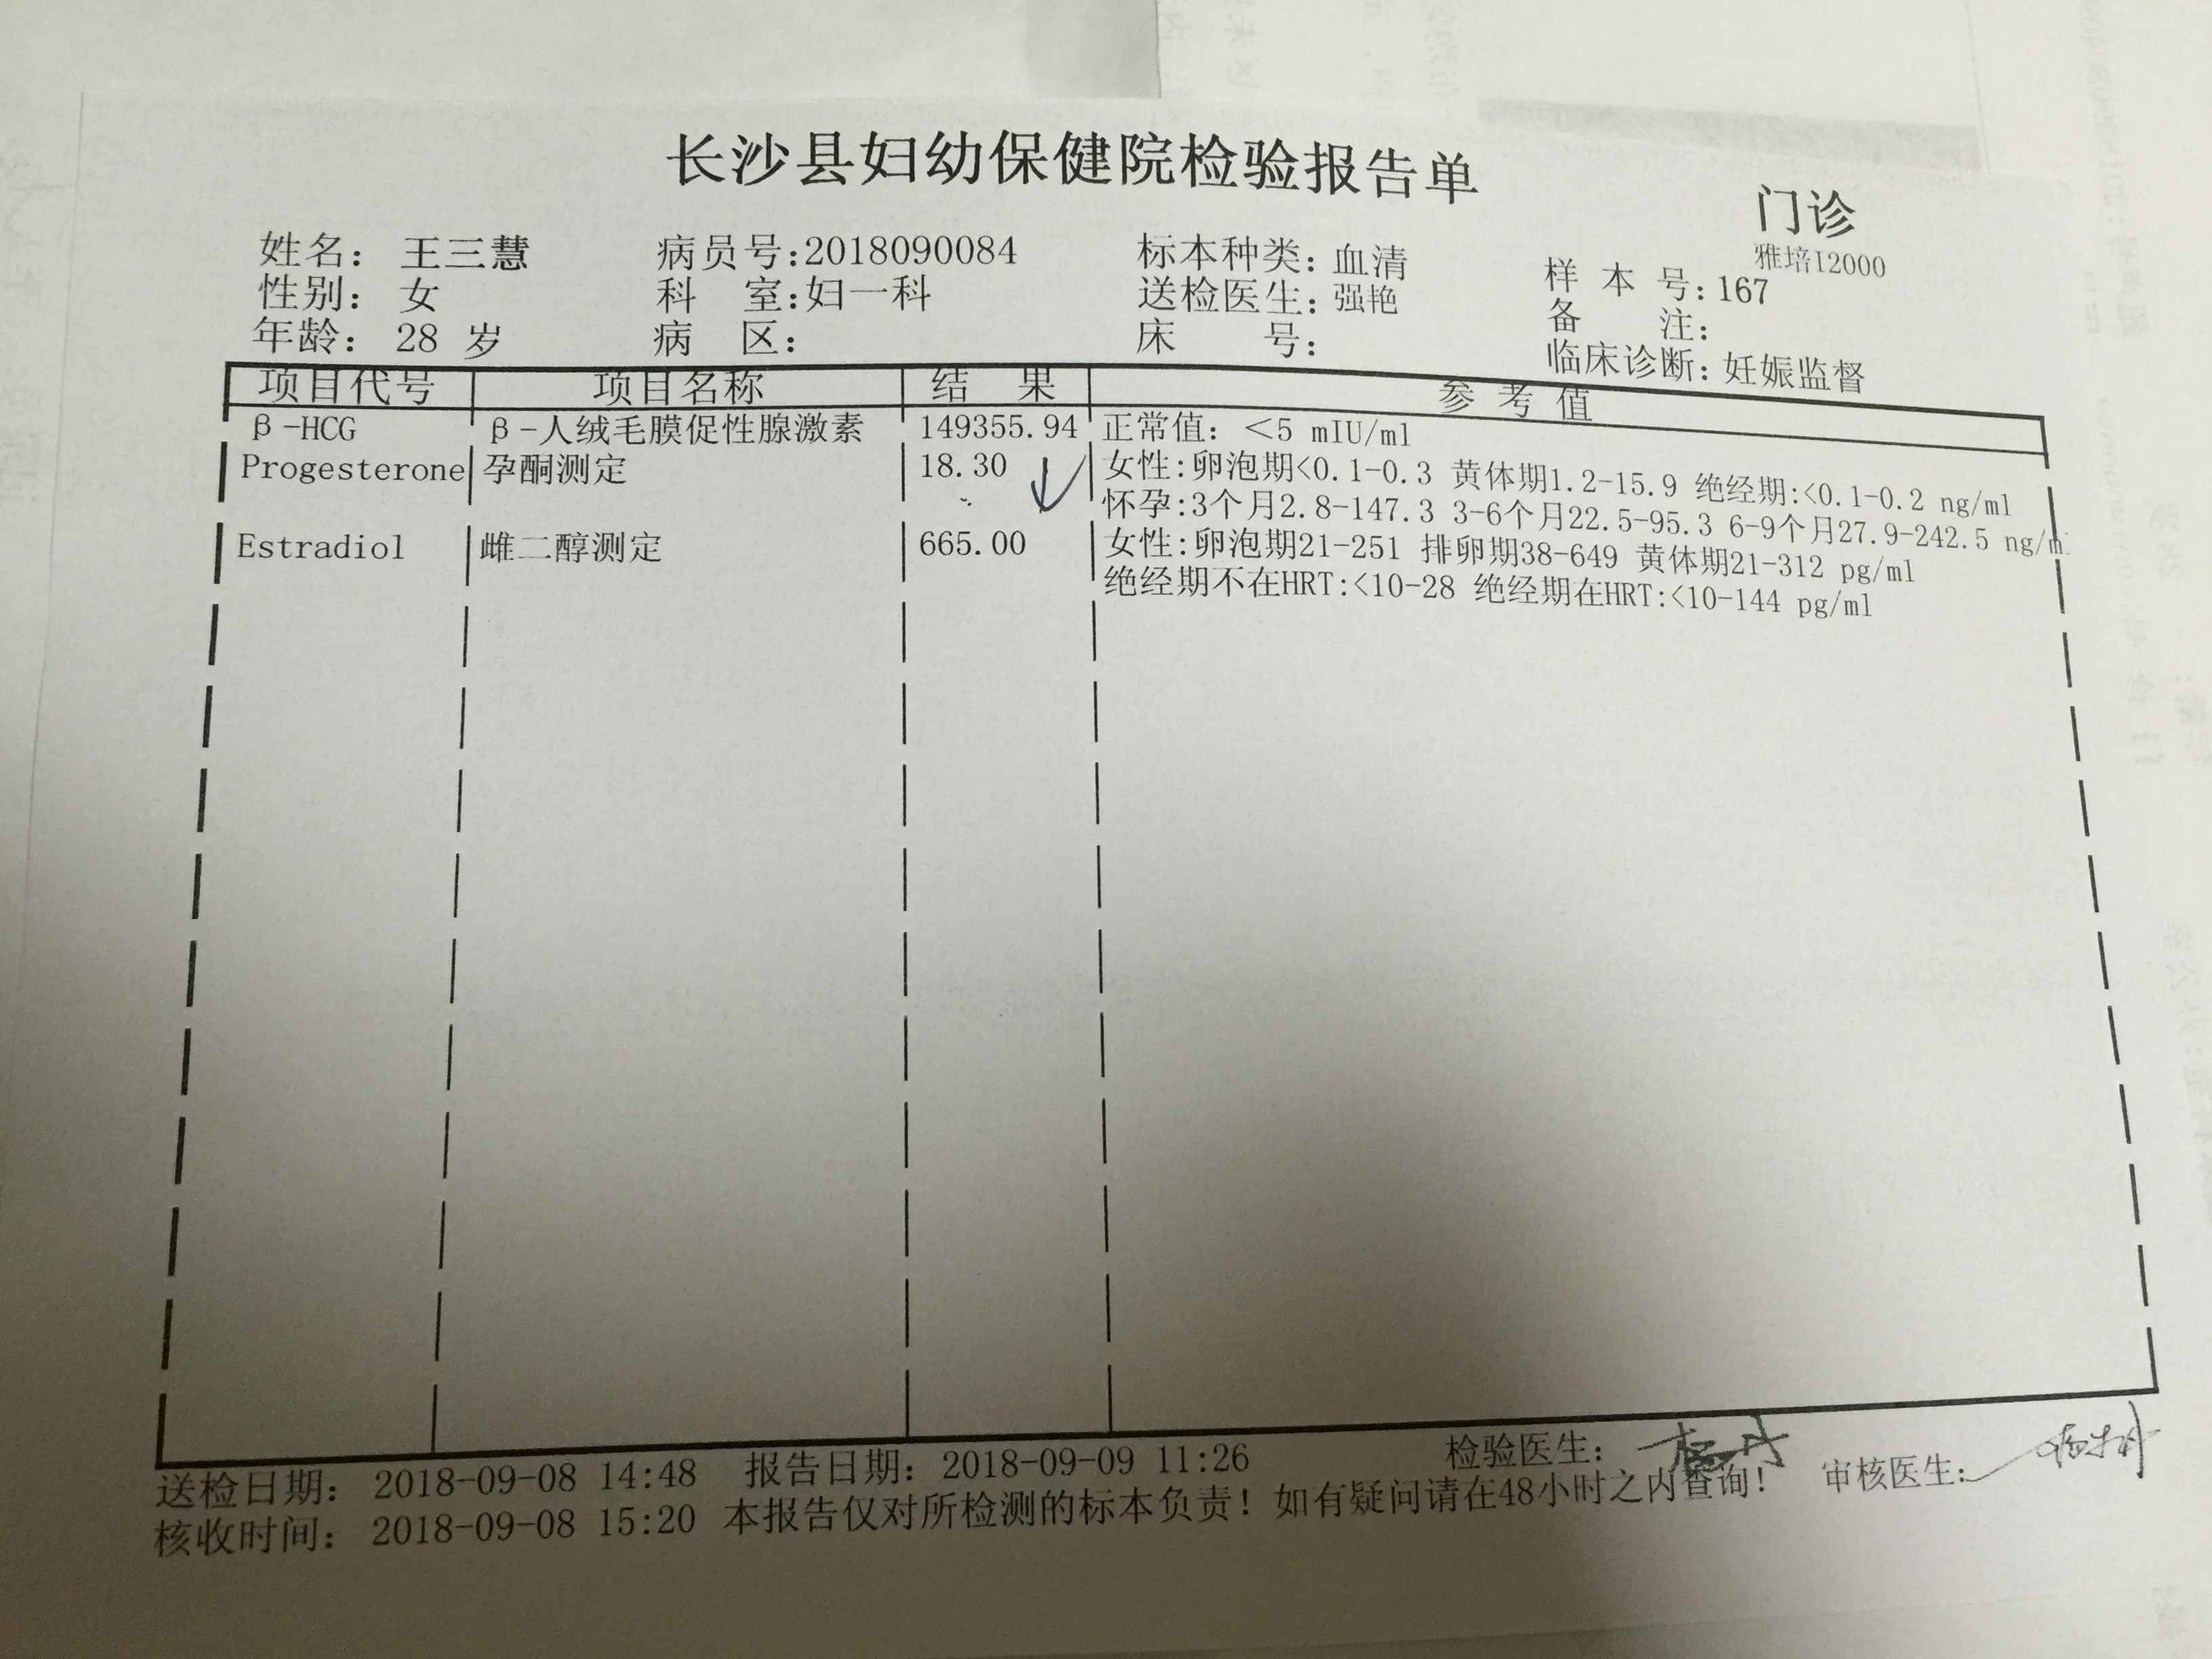 长沙县妇幼保健院检验报告单
门诊
雅培I2000
姓名： 王三慧 病员号:2018090084 标本种类：血清 样 本 号：167
性别： 女 科 室:妇一科 送检医生：强艳 备 注：
年龄： 28 岁 病 区： 床 号： 临床诊断：妊娠监督
项目代号 项目名称 结 果 参 考 值
β-HCG β-人绒毛膜促性腺激素 149355.94 正常值：＜5 mIU/ml
Progesterone 孕酮测定 18.30 ↓ 女性:卵泡期<0.1-0.3 黄体期1.2-15.9 绝经期:<0.1-0.2 ng/ml
怀孕:3个月2.8-147.3 3-6个月22.5-95.3 6-9个月27.9-242.5 ng/m
Estradiol 雌二醇测定 665.00 女性:卵泡期21-251 排卵期38-649 黄体期21-312 pg/ml
绝经期不在HRT:<10-28 绝经期在HRT:<10-144 pg/ml
送检日期： 2018-09-08 14:48 报告日期：2018-09-09 11:26 检验医生： 审核医生：
核收时间： 2018-09-08 15:20 本报告仅对所检测的标本负责！如有疑问请在48小时之内查询！